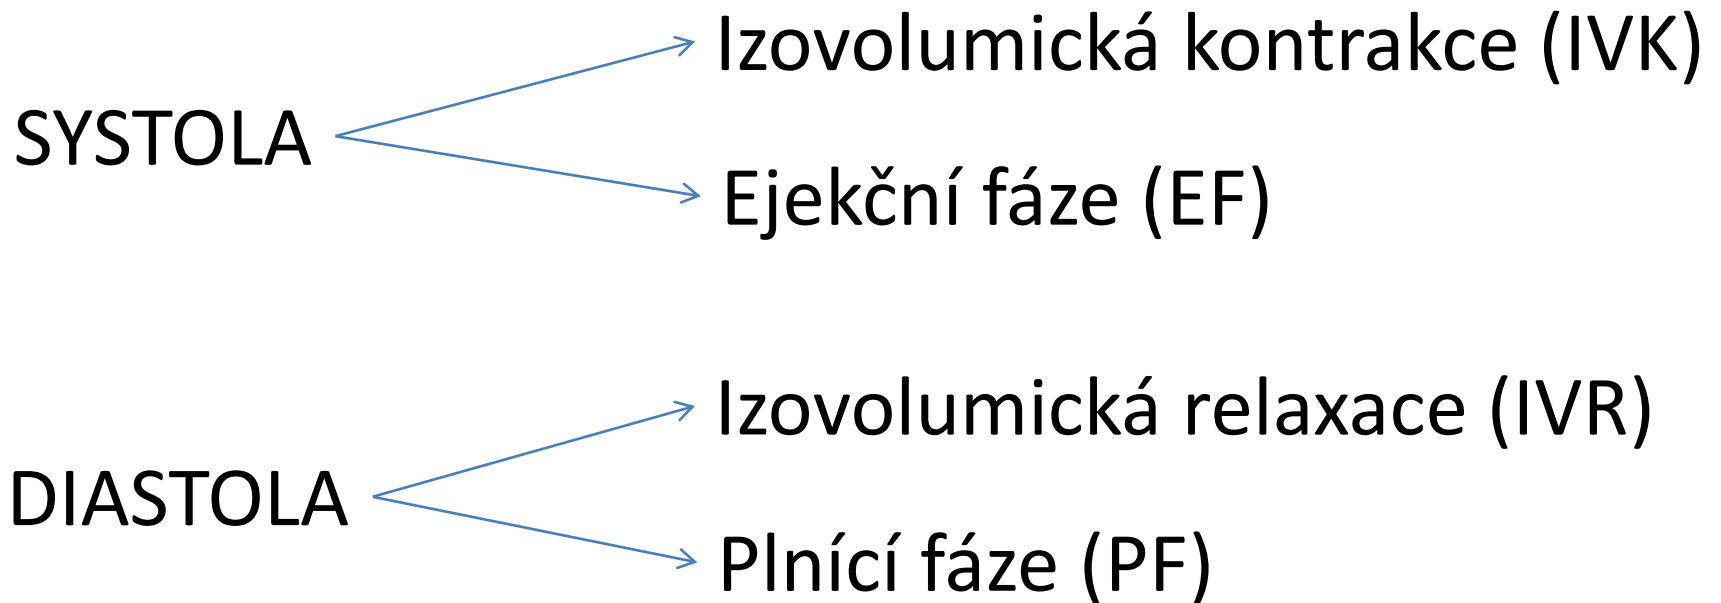 Izovolumická kontrakce (IVK)
SYSTOLA
Ejekční fáze (EF)
Izovolumická relaxace (IVR)
DIASTOLA
Plnící fáze (PF)